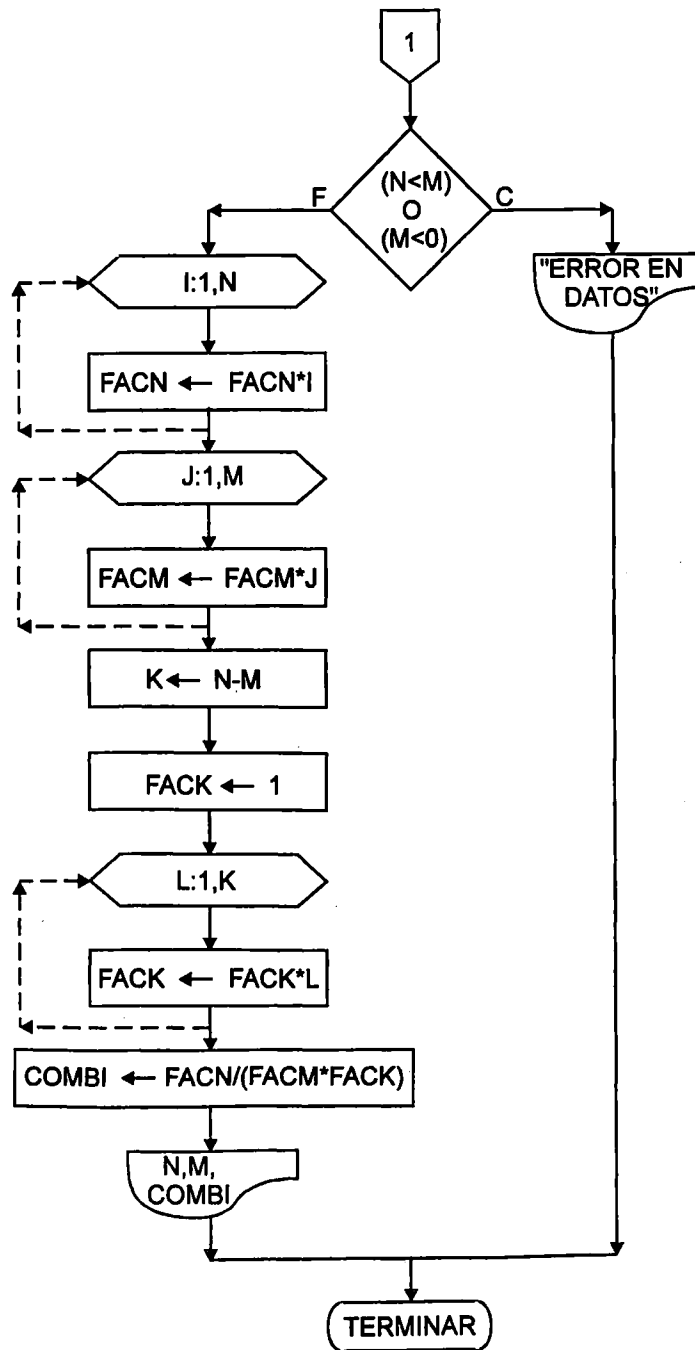 1
(N<M)
O
(M<0)
F
C
I:1,N
"ERROR EN
DATOS"
FACN ← FACN*I
J:1,M
FACM ← FACM*J
K ← N-M
FACK ← 1
L:1,K
FACK ← FACK*L
COMBI ← FACN/(FACM*FACK)
N,M,
COMBI
TERMINAR